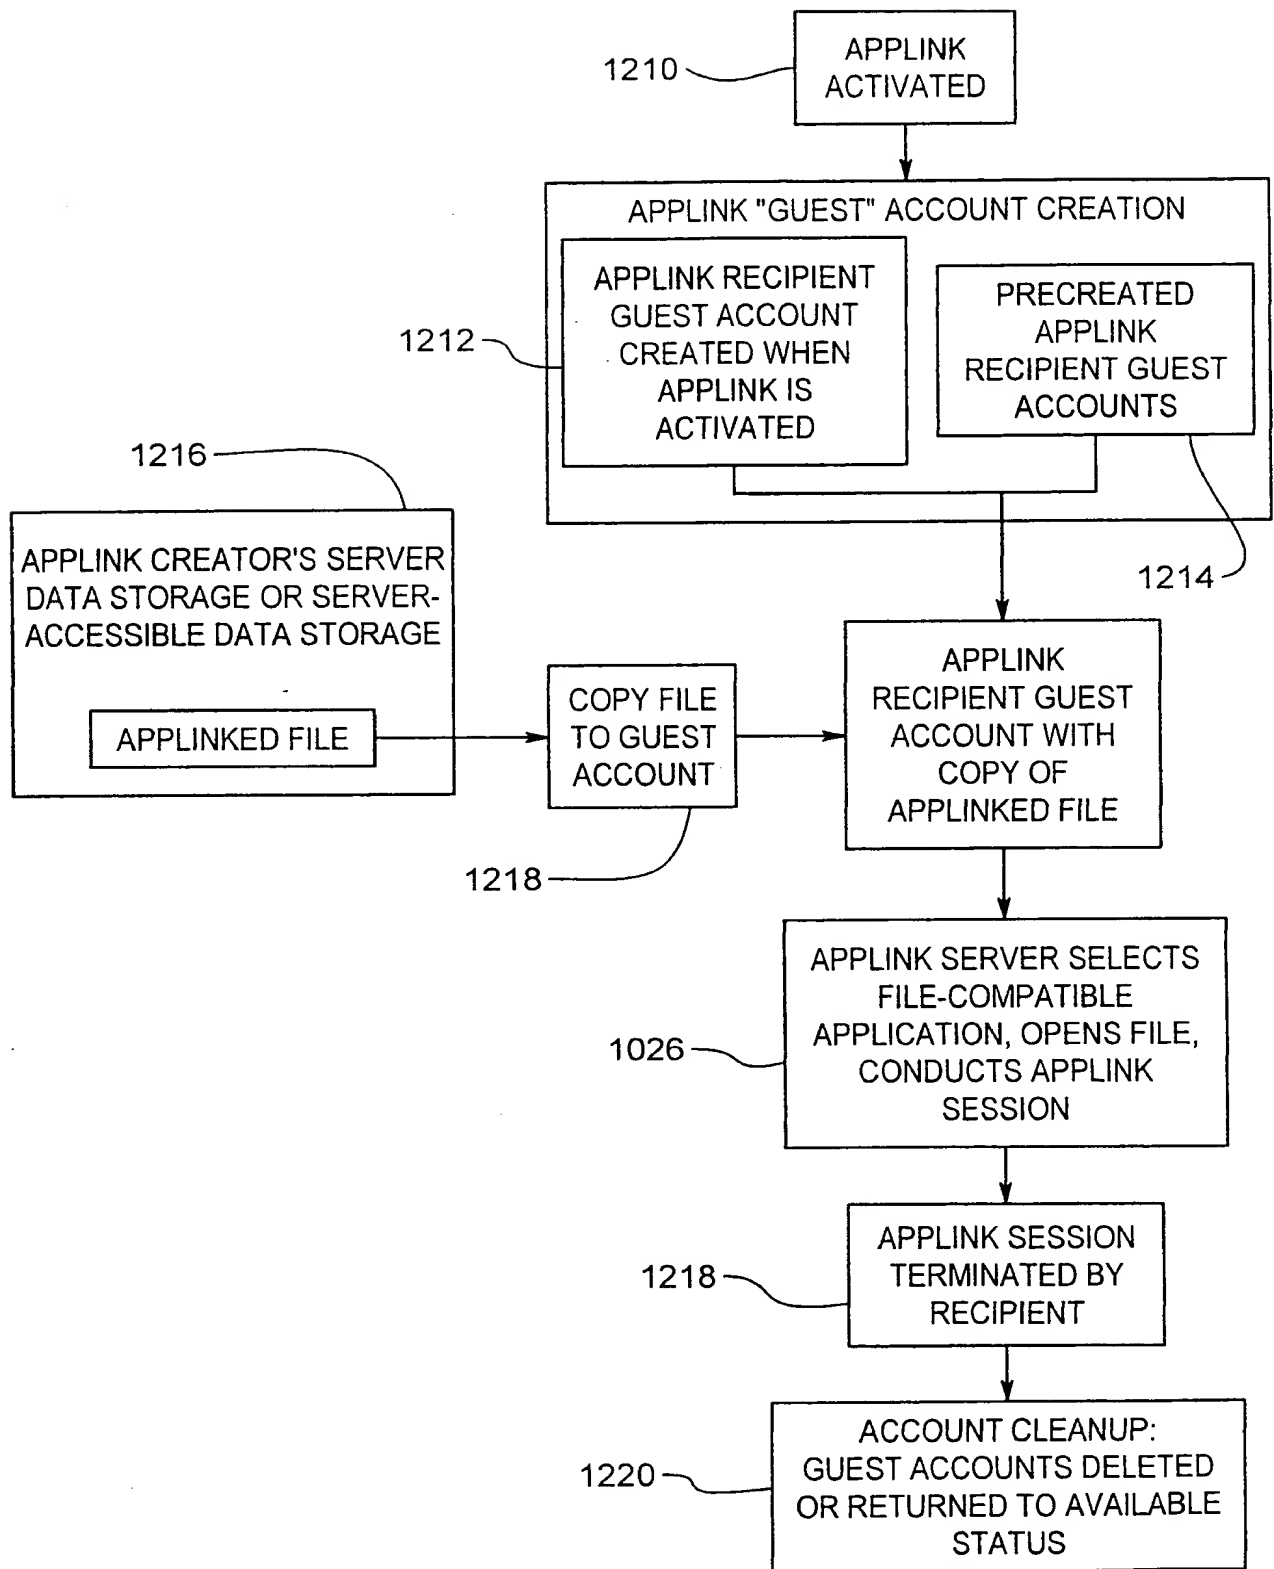 1210
APPLINK
ACTIVATED
APPLINK "GUEST" ACCOUNT CREATION
1212
APPLINK RECIPIENT
GUEST ACCOUNT
CREATED WHEN
APPLINK IS
ACTIVATED
PRECREATED
APPLINK
RECIPIENT GUEST
ACCOUNTS
1214
1216
APPLINK CREATOR'S SERVER
DATA STORAGE OR SERVER-
ACCESSIBLE DATA STORAGE
APPLINKED FILE
COPY FILE
TO GUEST
ACCOUNT
1218
APPLINK
RECIPIENT GUEST
ACCOUNT WITH
COPY OF
APPLINKED FILE
1026
APPLINK SERVER SELECTS
FILE-COMPATIBLE
APPLICATION, OPENS FILE,
CONDUCTS APPLINK
SESSION
1218
APPLINK SESSION
TERMINATED BY
RECIPIENT
1220
ACCOUNT CLEANUP:
GUEST ACCOUNTS DELETED
OR RETURNED TO AVAILABLE
STATUS